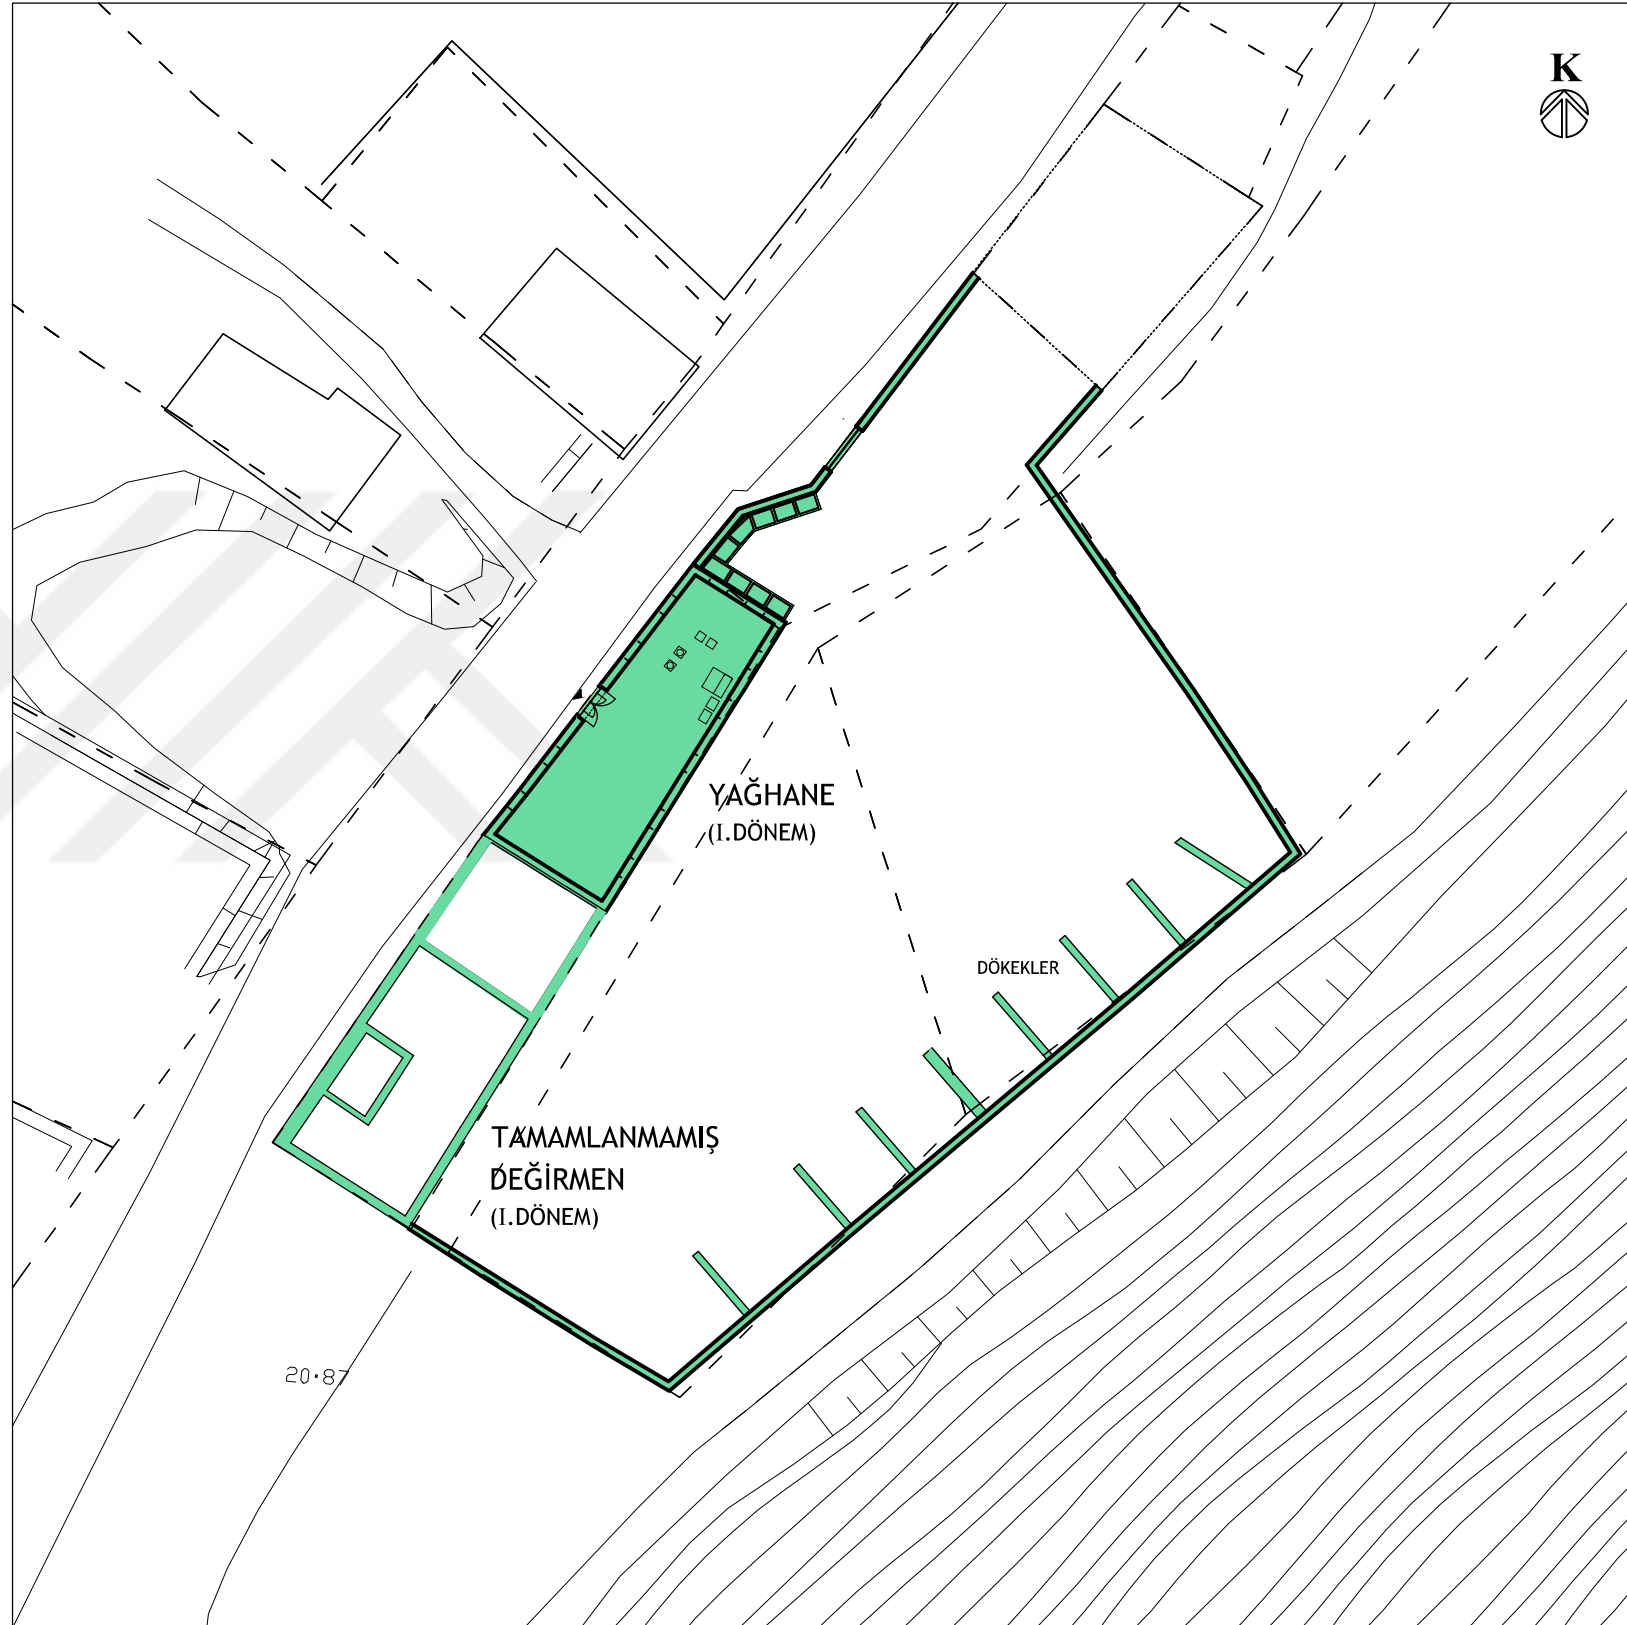 K
YAĞHANE
(I.DÖNEM)
DÖKEKLER
TAMAMLANMAMIŞ
DEĞİRMEN
(I.DÖNEM)
20.87